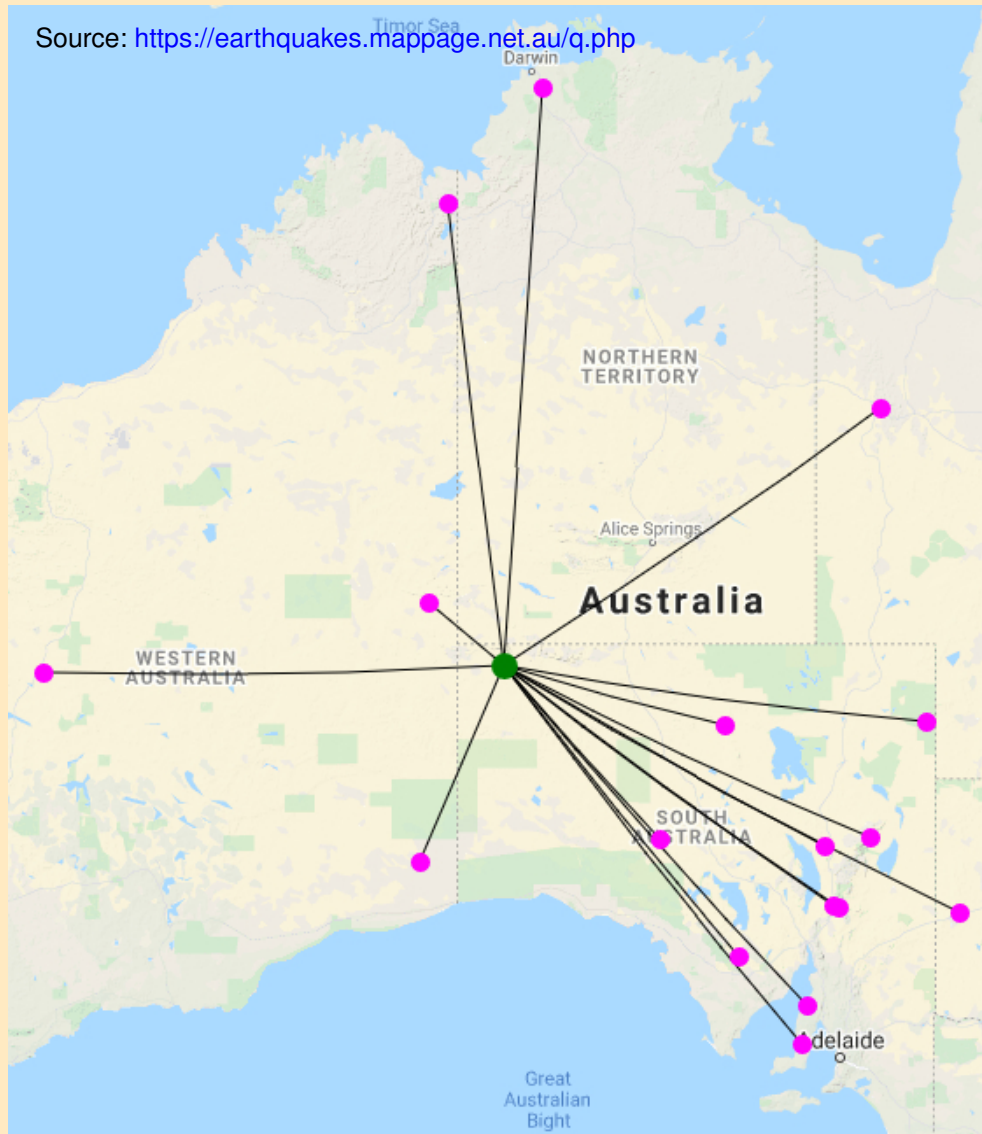 Timor Sea
Source: https://earthquakes.mappage.net.au/q.php
Darwin
NORTHERN
TERRITORY
Alice Springs
Australia
WESTERN
AUSTRALIA
SOUTH
AUSTRALIA
Adelaide
Great
Australian
Bight